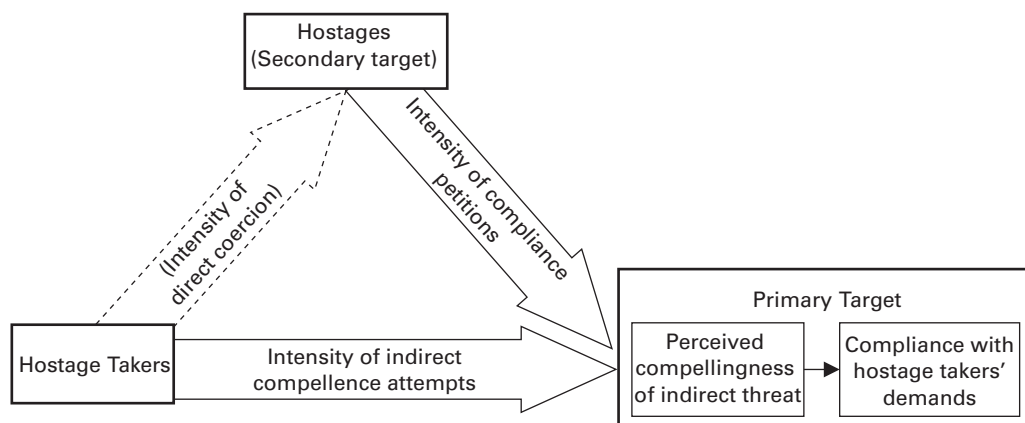 Hostages
(Secondary target)
(Intensity of
direct coercion)
Intensity of compliance
petitions
Hostage Takers
Intensity of indirect
compellence attempts
Primary Target
Perceived
compellingness
of indirect threat
Compliance with
hostage takers’
demands